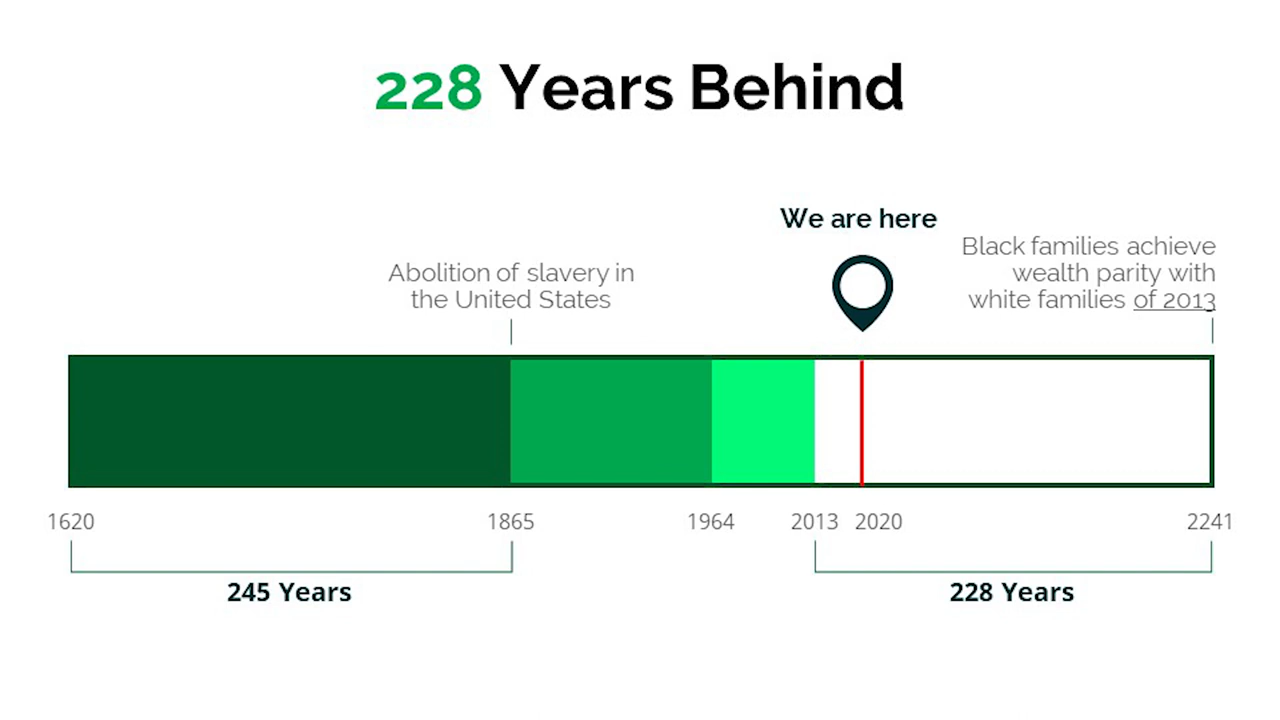 228 Years Behind
We are here
Black families achieve
wealth parity with
white families of 2013
Abolition of slavery in
the United States
1620
1865
1964
2013
2020
2241
245 Years
228 Years